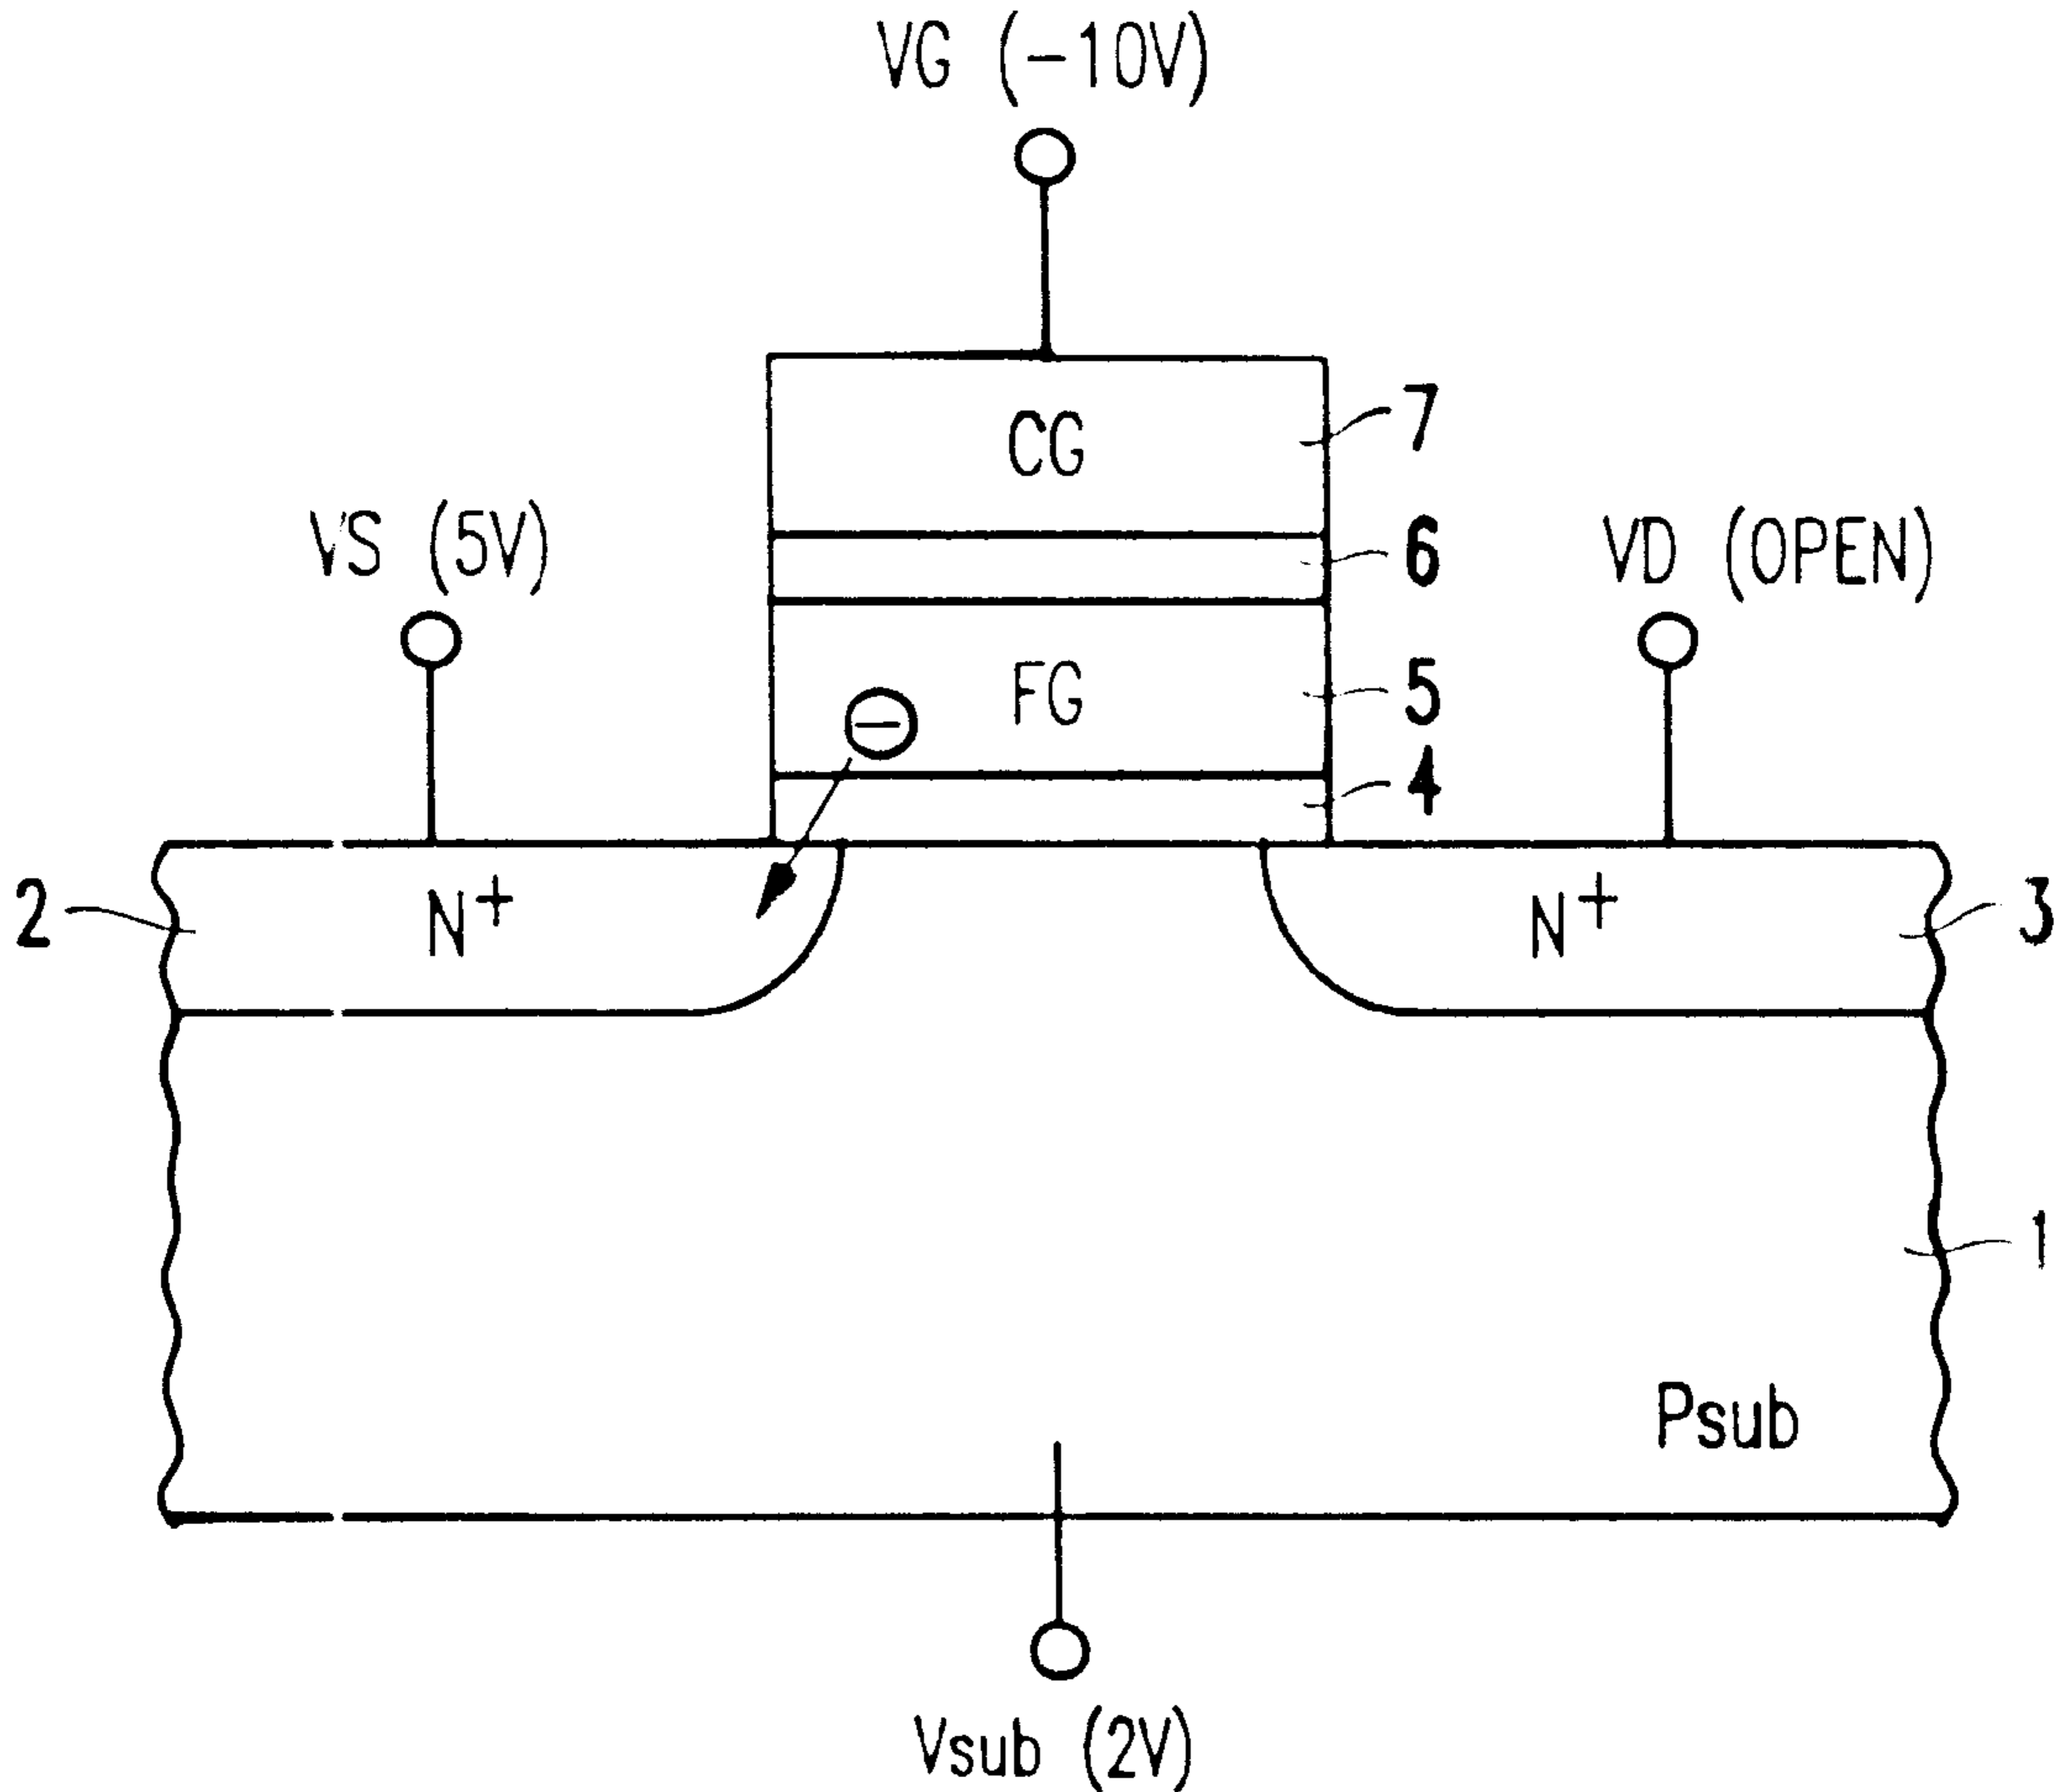 VG (−10V)
CG
7
VS (5V)
6
VD (OPEN)
FG
5
−
4
2
N+
N+
3
1
Psub
Vsub (2V)